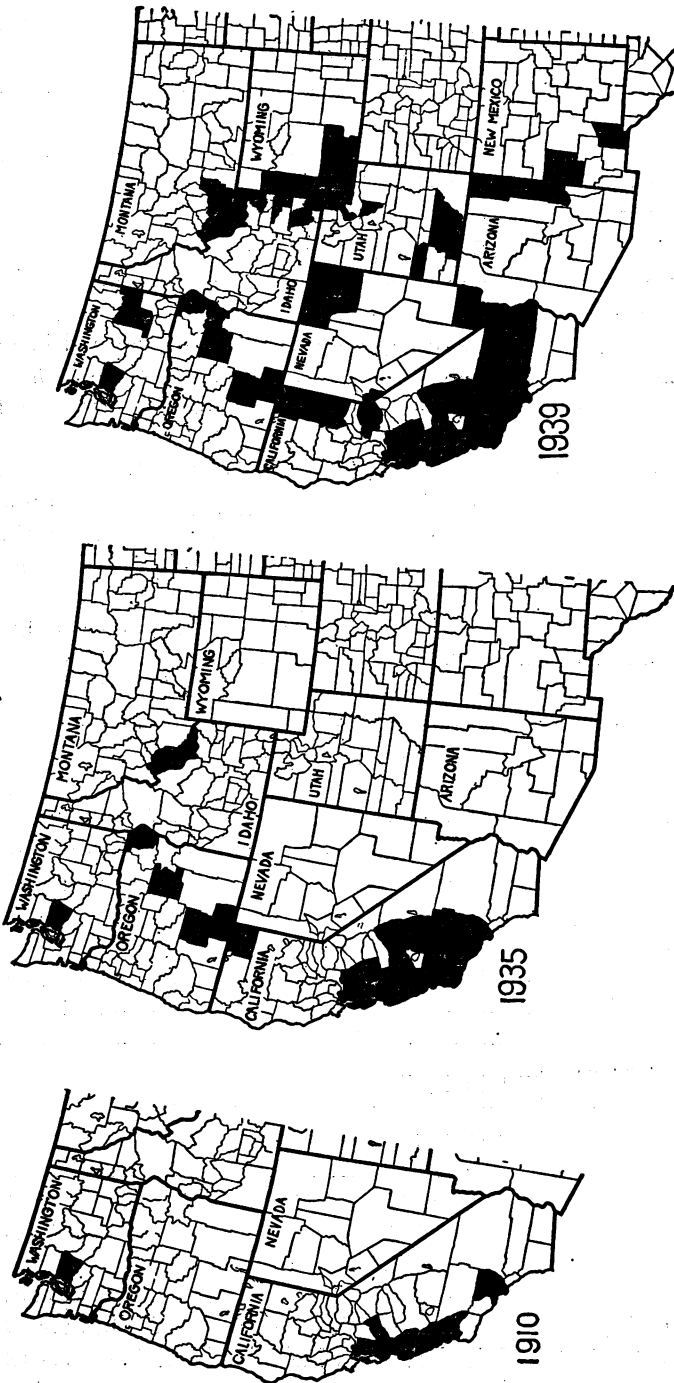 WASHINGTON
OREGON
CALIFORNIA
NEVADA
1910
WASHINGTON
MONTANA
OREGON
IDAHO
WYOMING
CALIFORNIA
NEVADA
UTAH
ARIZONA
1935
WASHINGTON
MONTANA
OREGON
IDAHO
WYOMING
CALIFORNIA
NEVADA
UTAH
ARIZONA
NEW MEXICO
1939